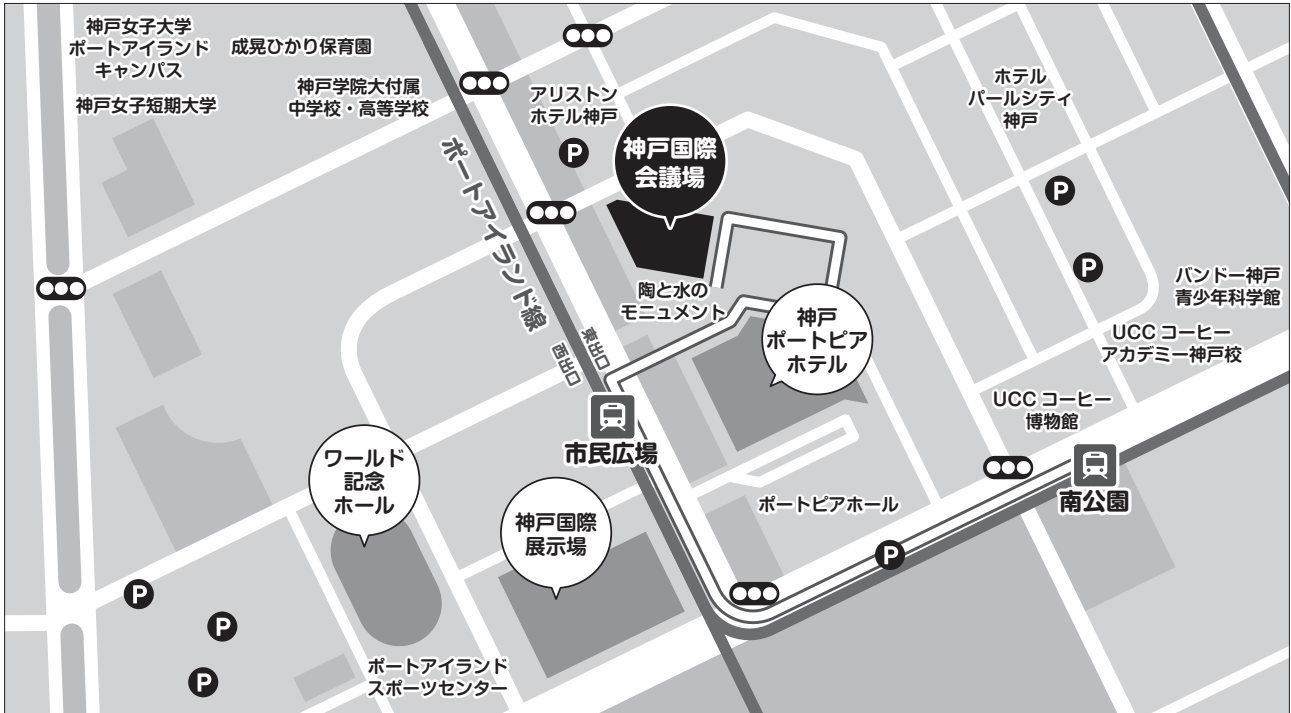 神戸女子大学
ポートアイランド
キャンパス
成晃ひかり保育園
神戸女子短期大学
神戸学院大付属
中学校・高等学校
アリストン
ホテル神戸
P
神戸国際
会議場
ホテル
パールシティ
神戸
P
P
ポートアイランド線
陶と水の
モニュメント
神戸
ポートピア
ホテル
バンドー神戸
青少年科学館
UCC コーヒー
アカデミー神戸校
UCC コーヒー
博物館
東出口
西出口
市民広場
南公園
ワールド
記念
ホール
神戸国際
展示場
ポートピアホール
P
P
P
P
ポートアイランド
スポーツセンター